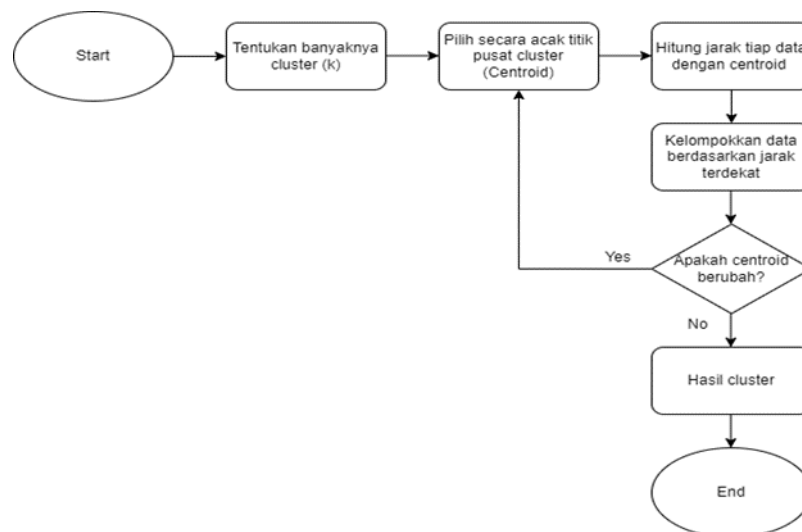 Start
Tentukan banyaknya
cluster (k)
Pilih secara acak titik
pusat cluster
(Centroid)
Hitung jarak tiap data
dengan centroid
Kelompokkan data
berdasarkan jarak
terdekat
Apakah centroid
berubah?
Yes
No
Hasil cluster
End